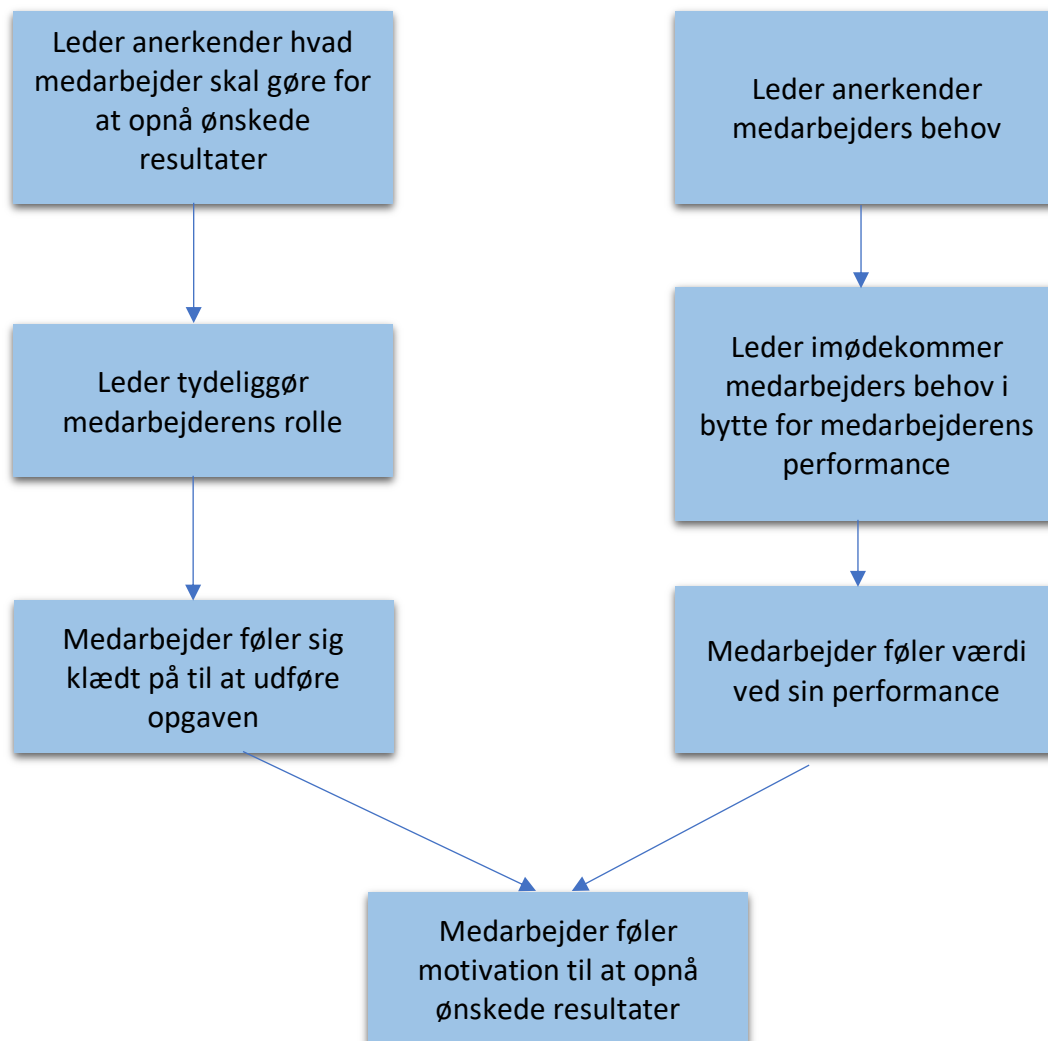 Leder anerkender hvad
medarbejder skal gøre for
at opnå ønskede
resultater
Leder anerkender
medarbejders behov
Leder tydeliggør
medarbejderens rolle
Leder imødekommer
medarbejders behov i
bytte for medarbejderens
performance
Medarbejder føler sig
klædt på til at udføre
opgaven
Medarbejder føler værdi
ved sin performance
Medarbejder føler
motivation til at opnå
ønskede resultater